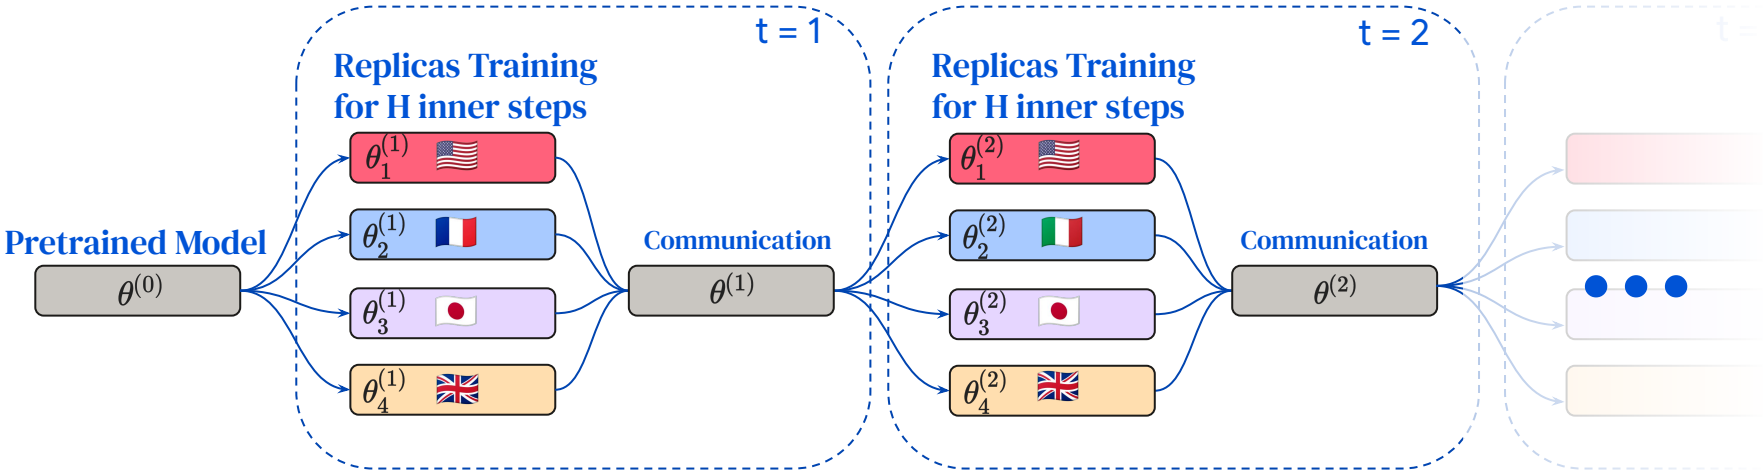 t = 1
t = 2
t =
Replicas Training
for H inner steps
Replicas Training
for H inner steps
θ₁⁽¹⁾
θ₁⁽²⁾
θ₂⁽¹⁾
θ₂⁽²⁾
Pretrained Model
Communication
Communication
θ⁽⁰⁾
θ⁽¹⁾
θ⁽²⁾
θ₃⁽¹⁾
θ₃⁽²⁾
θ₄⁽¹⁾
θ₄⁽²⁾